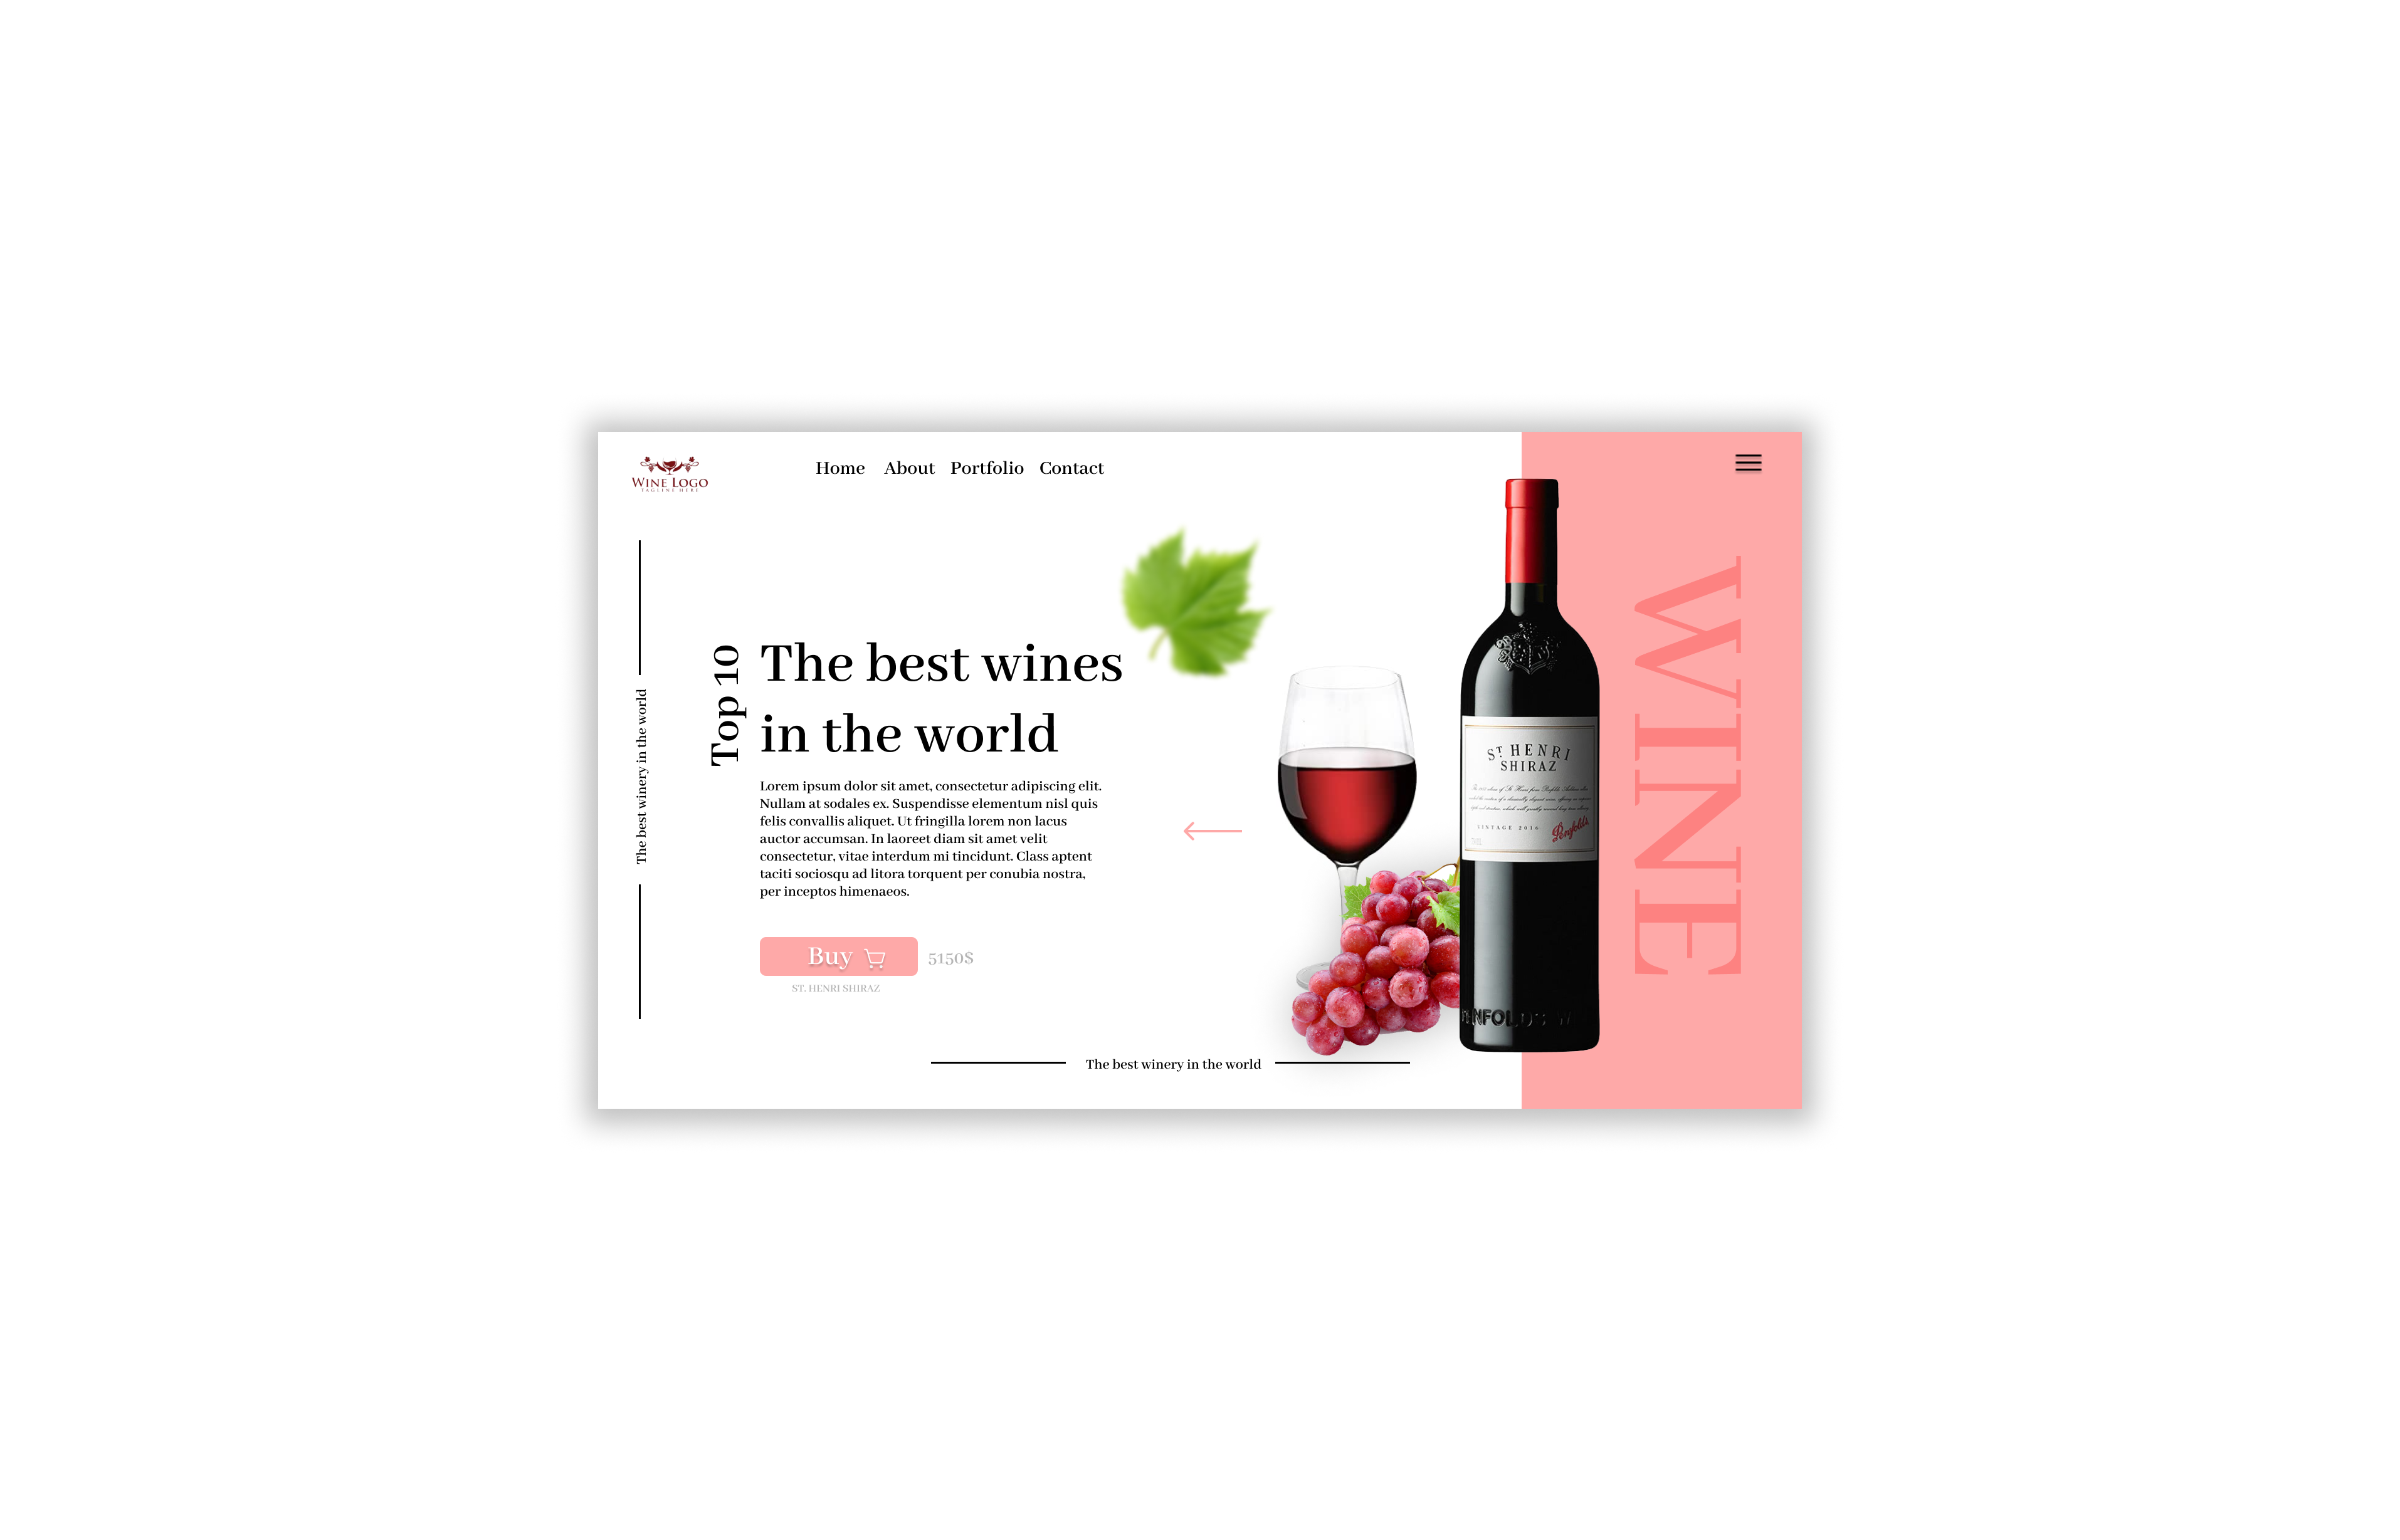 WINE LOGO
TAGLINE HERE
Home About Portfolio Contact
The best winery in the world
Top 10
The best wines
in the world
Lorem ipsum dolor sit amet, consectetur adipiscing elit.
Nullam at sodales ex. Suspendisse elementum nisl quis
felis convallis aliquet. Ut fringilla lorem non lacus
auctor accumsan. In laoreet diam sit amet velit
consectetur, vitae interdum mi tincidunt. Class aptent
taciti sociosqu ad litora torquent per conubia nostra,
per inceptos himenaeos.
Buy 5150$
ST. HENRI SHIRAZ
The best winery in the world
ST HENRI
SHIRAZ
VINTAGE 2016
Penfolds
WINE